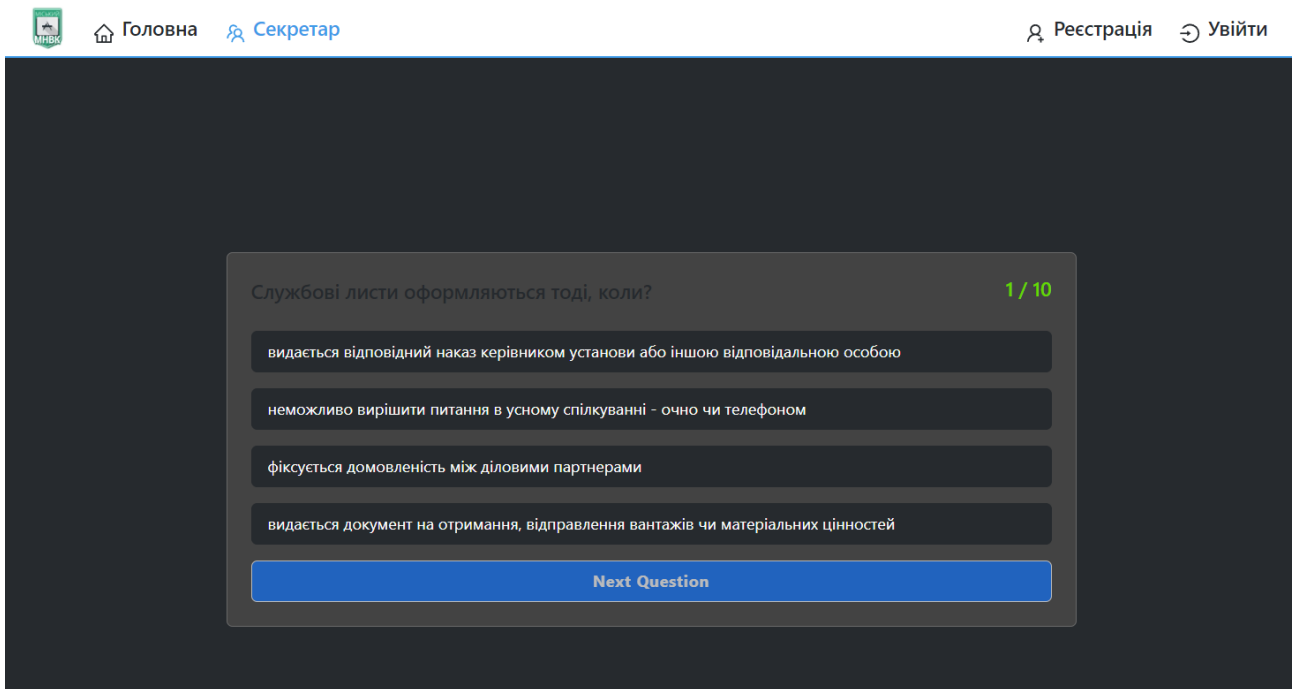 МНВК
Головна
Секретар
Реєстрація
Увійти
Службові листи оформляються тоді, коли?
1 / 10
видається відповідний наказ керівником установи або іншою відповідальною особою
неможливо вирішити питання в усному спілкуванні - очно чи телефоном
фіксується домовленість між діловими партнерами
видається документ на отримання, відправлення вантажів чи матеріальних цінностей
Next Question